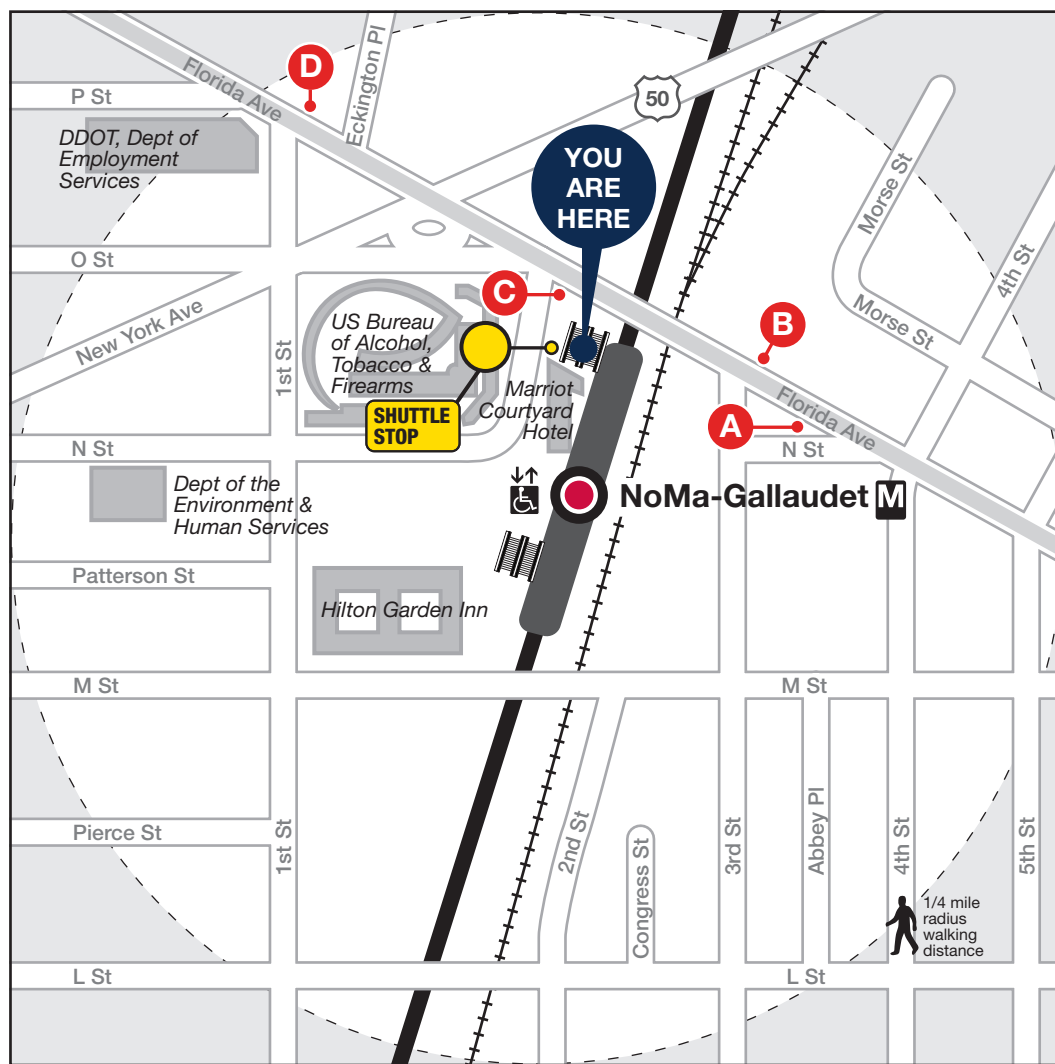 D
Florida Ave
Eckington Pl
P St
50
DDOT, Dept of
Employment
Services
YOU
ARE
HERE
Morse St
4th St
O St
New York Ave
C
US Bureau
of Alcohol,
Tobacco &
Firearms
1st St
B
Morse St
Marriot
Courtyard
Hotel
SHUTTLE
STOP
A
Florida Ave
N St
N St
Dept of the
Environment &
Human Services
NoMa-Gallaudet M
Patterson St
Hilton Garden Inn
M St
M St
Pierce St
1st St
2nd St
Congress St
3rd St
Abbey Pl
4th St
5th St
1/4 mile
radius
walking
distance
L St
L St